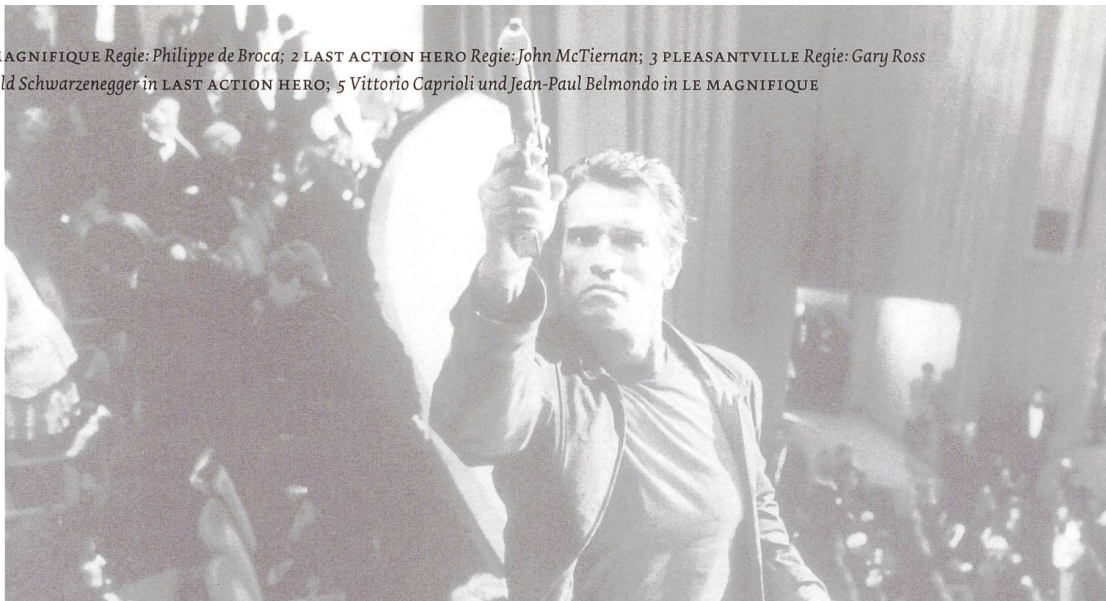 MAGNIFIQUE Regie: Philippe de Broca; 2 LAST ACTION HERO Regie: John McTiernan; 3 PLEASANTVILLE Regie: Gary Ross
ld Schwarzenegger in LAST ACTION HERO; 5 Vittorio Caprioli und Jean-Paul Belmondo in LE MAGNIFIQUE